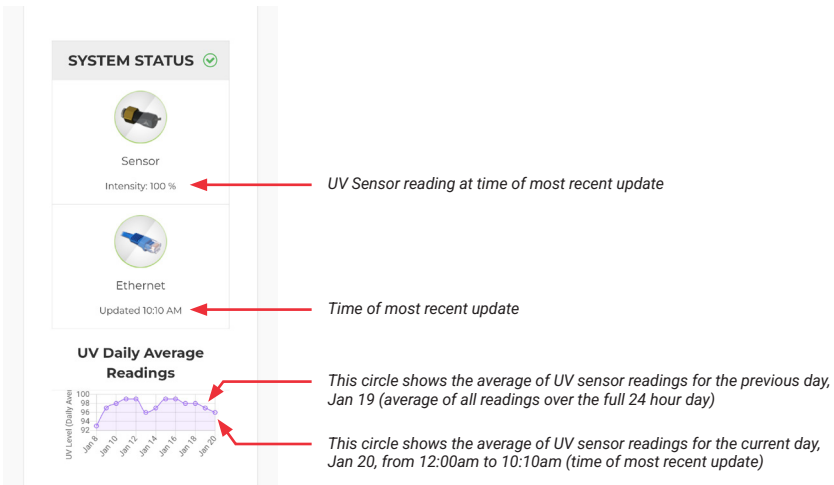 SYSTEM STATUS
Sensor
Intensity: 100 %
UV Sensor reading at time of most recent update
Ethernet
Updated 10:10 AM
Time of most recent update
UV Daily Average
Readings
UV Level (Daily Aver
100
98
96
94
92
Jan 8
Jan 10
Jan 12
Jan 14
Jan 16
Jan 18
Jan 20
This circle shows the average of UV sensor readings for the previous day,
Jan 19 (average of all readings over the full 24 hour day)
This circle shows the average of UV sensor readings for the current day,
Jan 20, from 12:00am to 10:10am (time of most recent update)